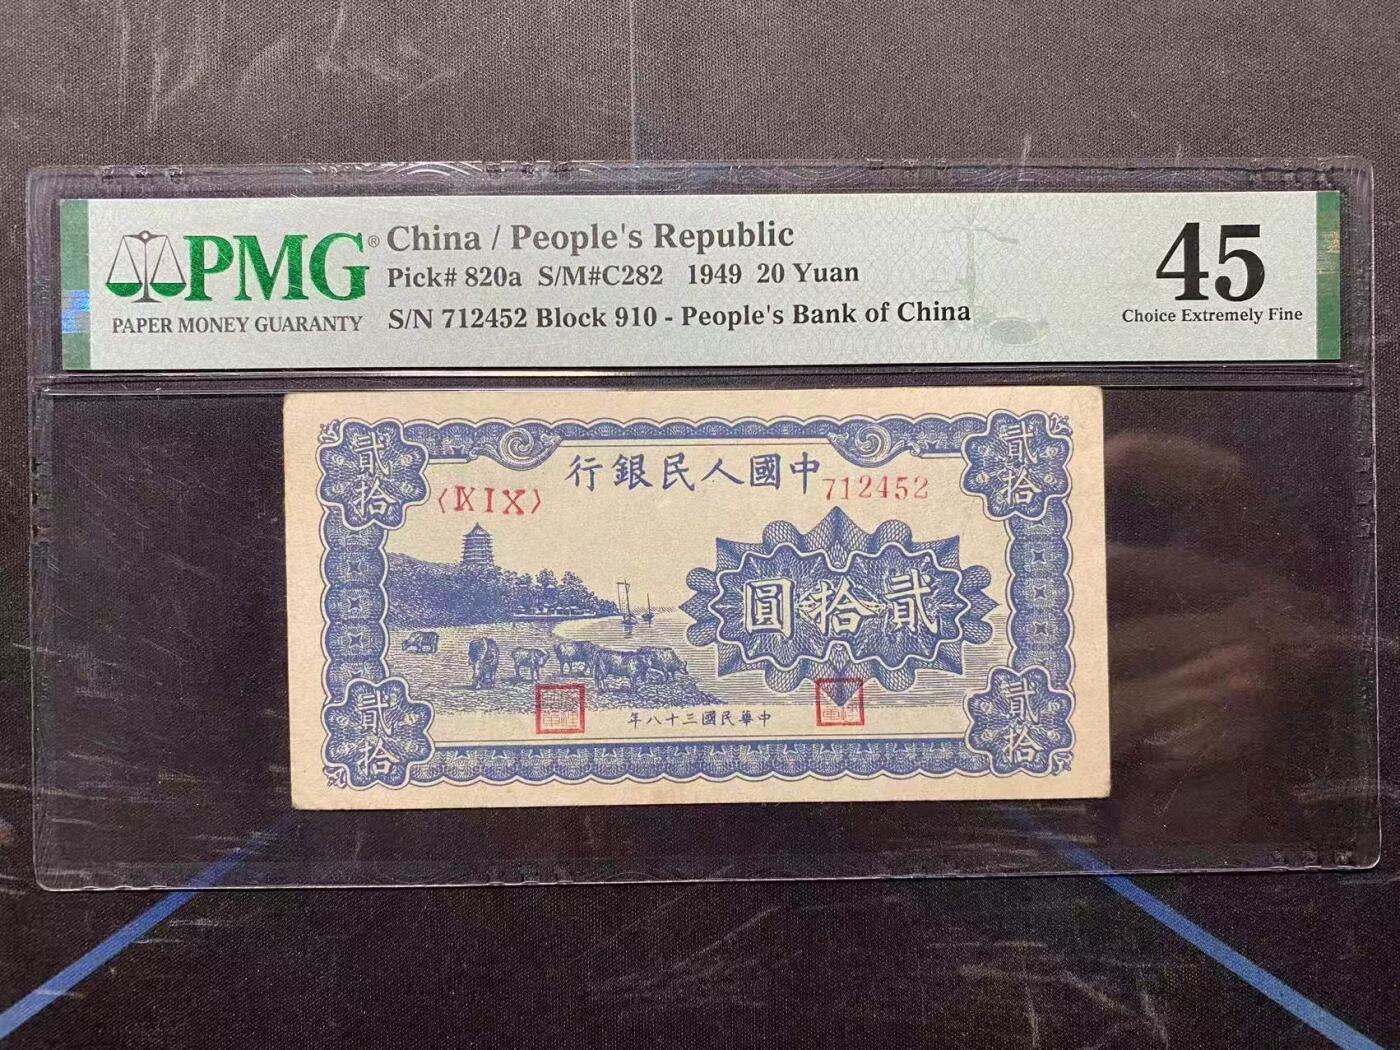 PMG®
PAPER MONEY GUARANTY
China / People's Republic
Pick# 820a S/M#C282 1949 20 Yuan
S/N 712452 Block 910 - People's Bank of China
45
Choice Extremely Fine
行銀民人國中
712452
貳拾
貳拾
圓拾貳
年八十三國民華中
貳拾
貳拾